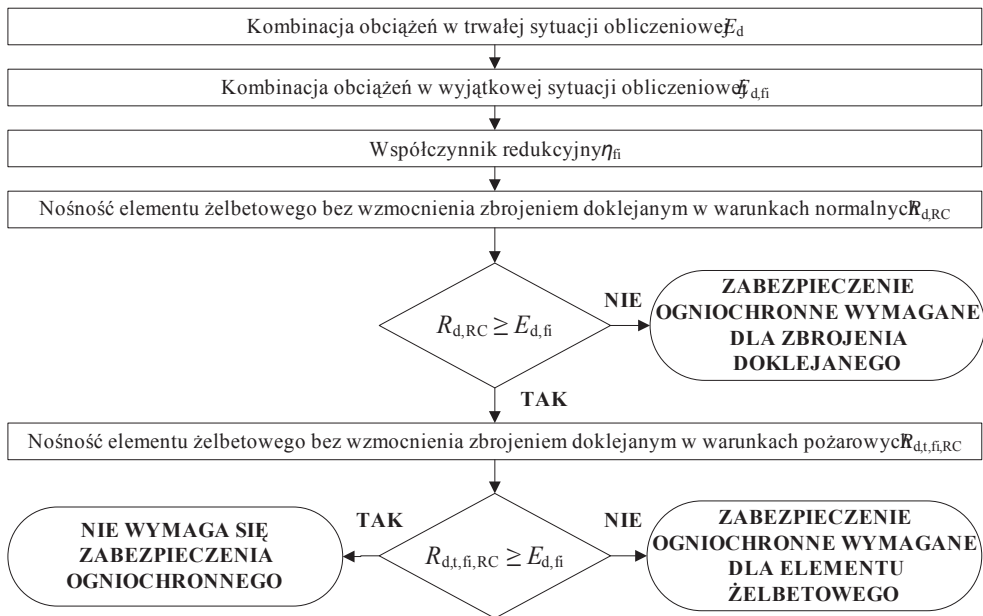 Kombinacja obciążeń w trwałej sytuacji obliczeniowej E_d
Kombinacja obciążeń w wyjątkowej sytuacji obliczeniowej E_d,fi
Współczynnik redukcyjny η_fi
Nośność elementu żelbetowego bez wzmocnienia zbrojeniem doklejanym w warunkach normalnych R_d,RC
R_d,RC ≥ E_d,fi
NIE
ZABEZPIECZENIE
OGNIOCHRONNE WYMAGANE
DLA ZBROJENIA
DOKLEJANEGO
TAK
Nośność elementu żelbetowego bez wzmocnienia zbrojeniem doklejanym w warunkach pożarowych R_d,t,fi,RC
NIE WYMAGA SIĘ
ZABEZPIECZENIA
OGNIOCHRONNEGO
TAK
R_d,t,fi,RC ≥ E_d,fi
NIE
ZABEZPIECZENIE
OGNIOCHRONNE WYMAGANE
DLA ELEMENTU
ŻELBETOWEGO